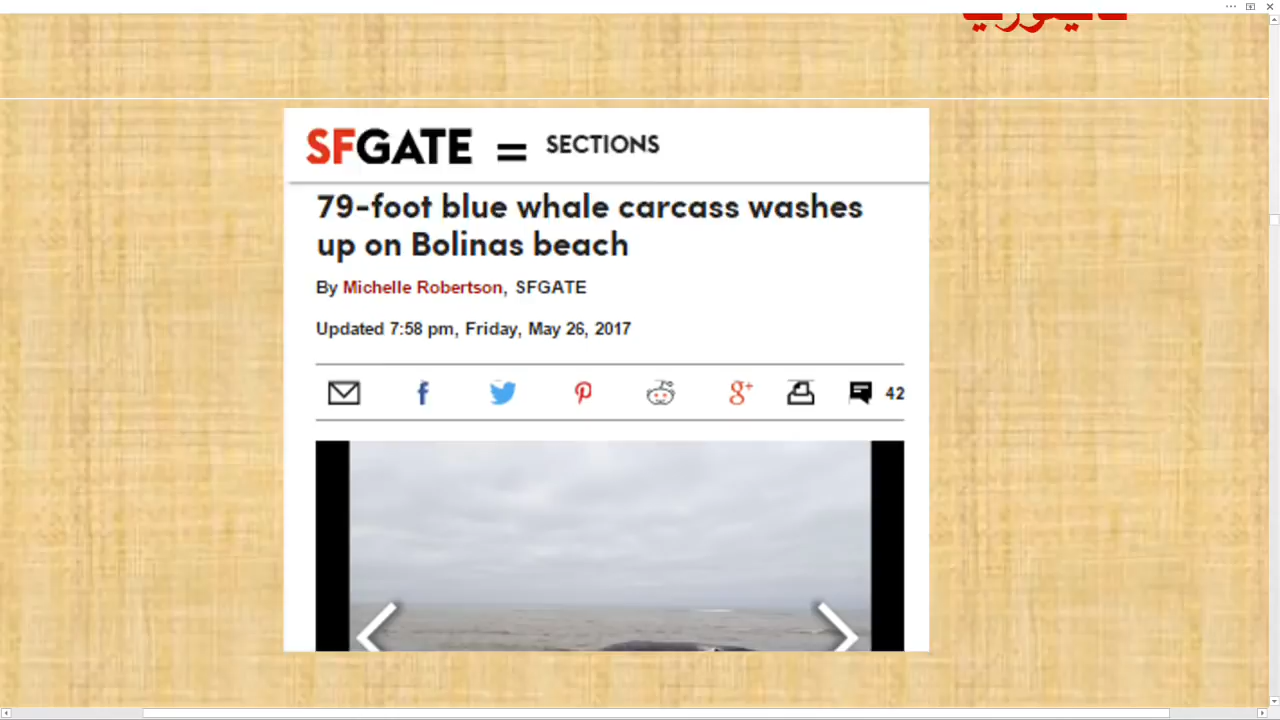 SFGATE = SECTIONS
79-foot blue whale carcass washes
up on Bolinas beach
By Michelle Robertson, SFGATE
Updated 7:58 pm, Friday, May 26, 2017
42